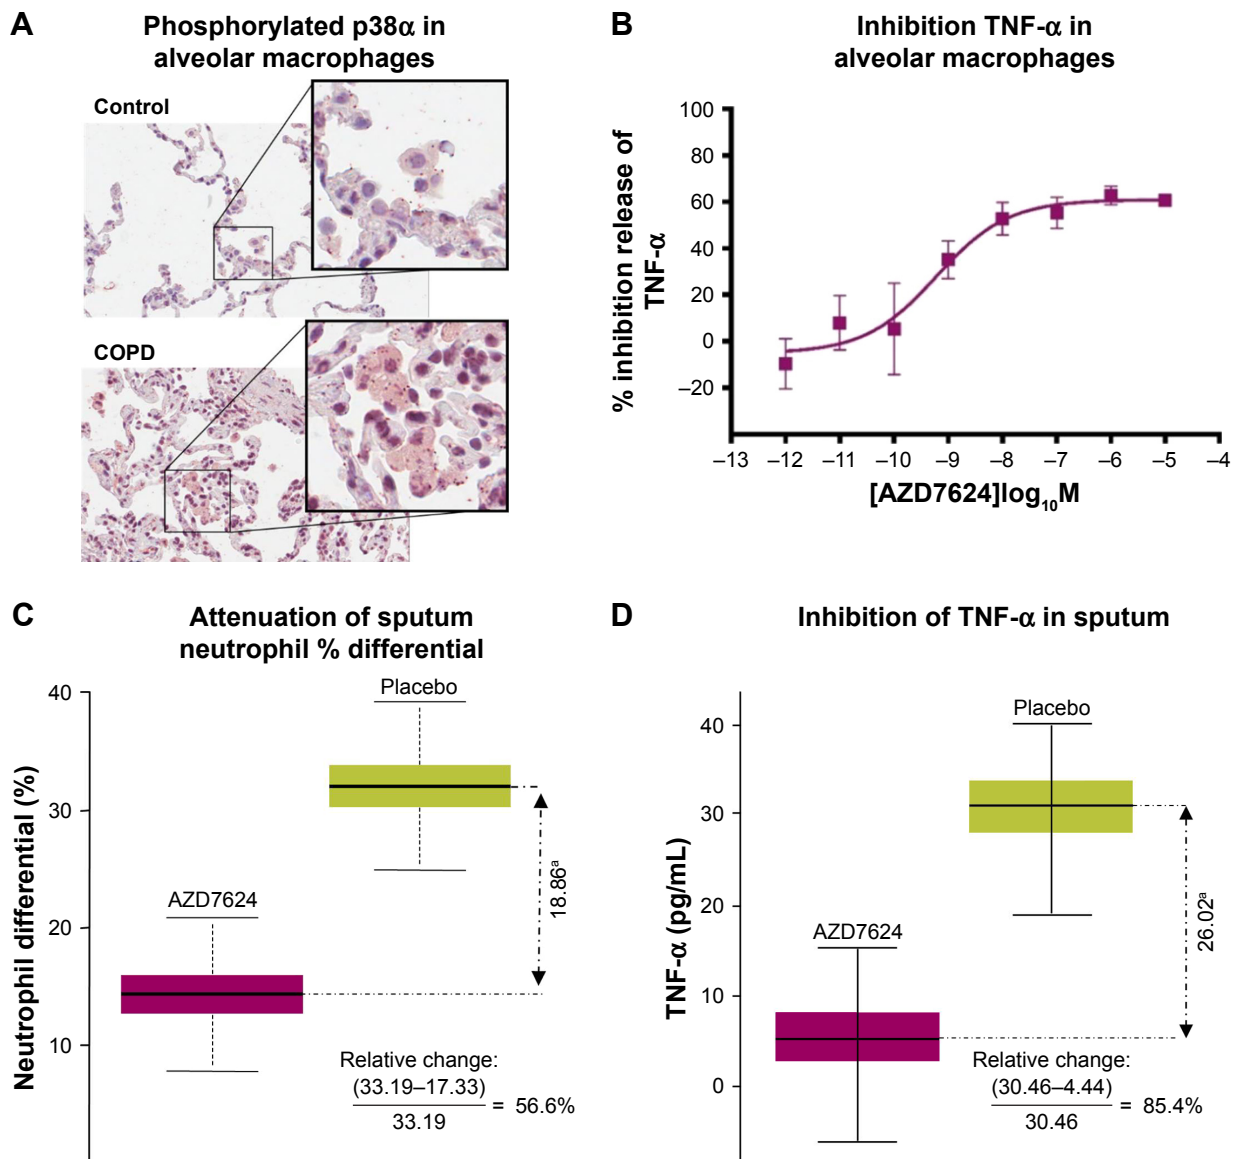 A
Phosphorylated p38α in
alveolar macrophages
Control
COPD
B
Inhibition TNF-α in
alveolar macrophages
% inhibition release of
TNF-α
100
80
60
40
20
0
–20
–13 –12 –11 –10 –9 –8 –7 –6 –5 –4
[AZD7624]log₁₀M
C
Attenuation of sputum
neutrophil % differential
Neutrophil differential (%)
40
30
20
10
Placebo
AZD7624
18.86ᵃ
Relative change:
(33.19–17.33)
33.19
= 56.6%
D
Inhibition of TNF-α in sputum
TNF-α (pg/mL)
40
30
20
10
0
Placebo
AZD7624
26.02ᵃ
Relative change:
(30.46–4.44)
30.46
= 85.4%